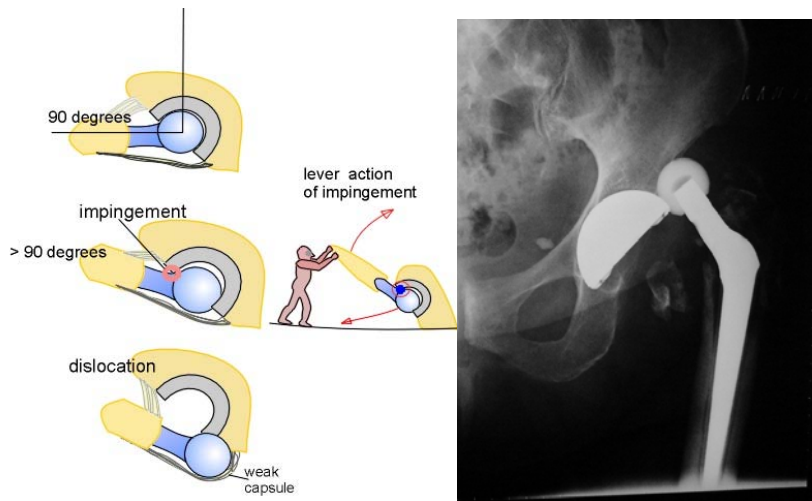 90 degrees
impingement
> 90 degrees
lever action
of impingement
dislocation
weak
capsule